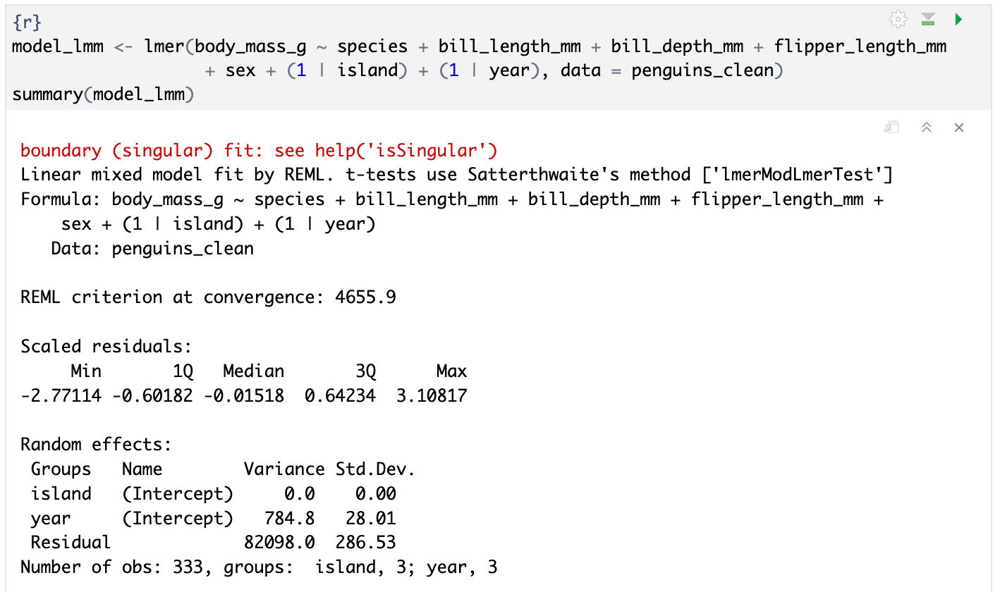 {r}
model_lmm <- lmer(body_mass_g ~ species + bill_length_mm + bill_depth_mm + flipper_length_mm
                   + sex + (1 | island) + (1 | year), data = penguins_clean)
summary(model_lmm)
boundary (singular) fit: see help('isSingular')
Linear mixed model fit by REML. t-tests use Satterthwaite's method ['lmerModLmerTest']
Formula: body_mass_g ~ species + bill_length_mm + bill_depth_mm + flipper_length_mm +
    sex + (1 | island) + (1 | year)
   Data: penguins_clean
REML criterion at convergence: 4655.9
Scaled residuals:
     Min       1Q   Median       3Q      Max
-2.77114 -0.60182 -0.01518  0.64234  3.10817
Random effects:
 Groups   Name        Variance Std.Dev.
 island   (Intercept)     0.0    0.00
 year     (Intercept)   784.8   28.01
 Residual             82098.0  286.53
Number of obs: 333, groups:  island, 3; year, 3